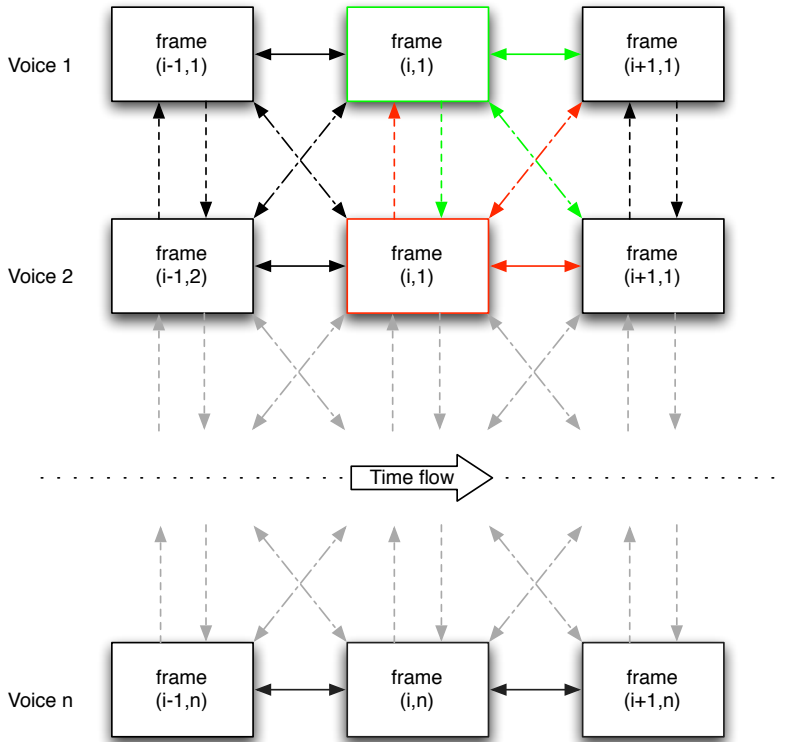 Voice 1
frame
(i-1,1)
frame
(i,1)
frame
(i+1,1)
Voice 2
frame
(i-1,2)
frame
(i,1)
frame
(i+1,1)
Time flow
Voice n
frame
(i-1,n)
frame
(i,n)
frame
(i+1,n)